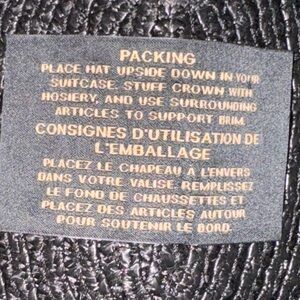 PACKING
PLACE HAT UPSIDE DOWN IN YOUR
SUITCASE. STUFF CROWN WITH
HOSIERY, AND USE SURROUNDING
ARTICLES TO SUPPORT BRIM.
CONSIGNES D'UTILISATION DE
L'EMBALLAGE
PLACEZ LE CHAPEAU À L'ENVERS
DANS VOTRE VALISE. REMPLISSEZ
LE FOND DE CHAUSSETTES ET
PLACEZ DES ARTICLES AUTOUR
POUR SOUTENIR LE BORD.